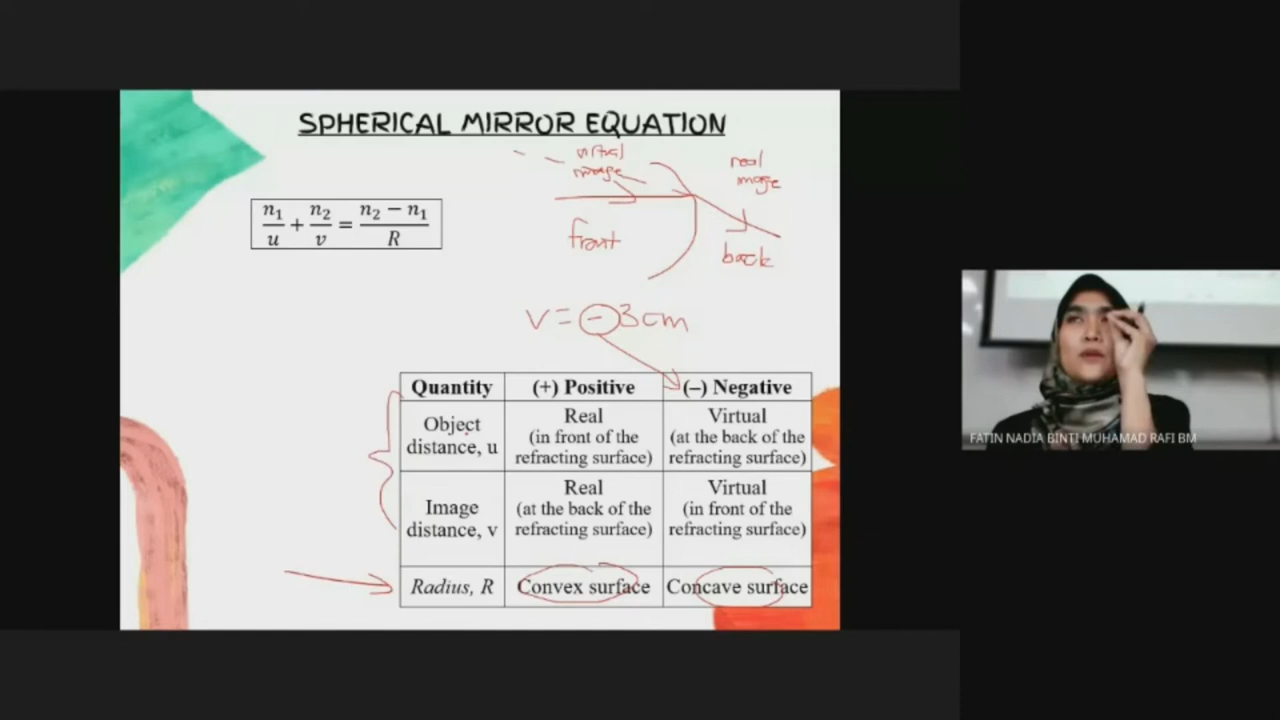 SPHERICAL MIRROR EQUATION
virtual
image
real
image
n₁/u + n₂/v = (n₂ − n₁)/R
front
back
v = −3cm
Quantity (+) Positive (–) Negative
Object distance, u
Real
(in front of the
refracting surface)
Virtual
(at the back of the
refracting surface)
Image distance, v
Real
(at the back of the
refracting surface)
Virtual
(in front of the
refracting surface)
Radius, R Convex surface Concave surface
FATIN NADIA BINTI MUHAMAD RAFI BM